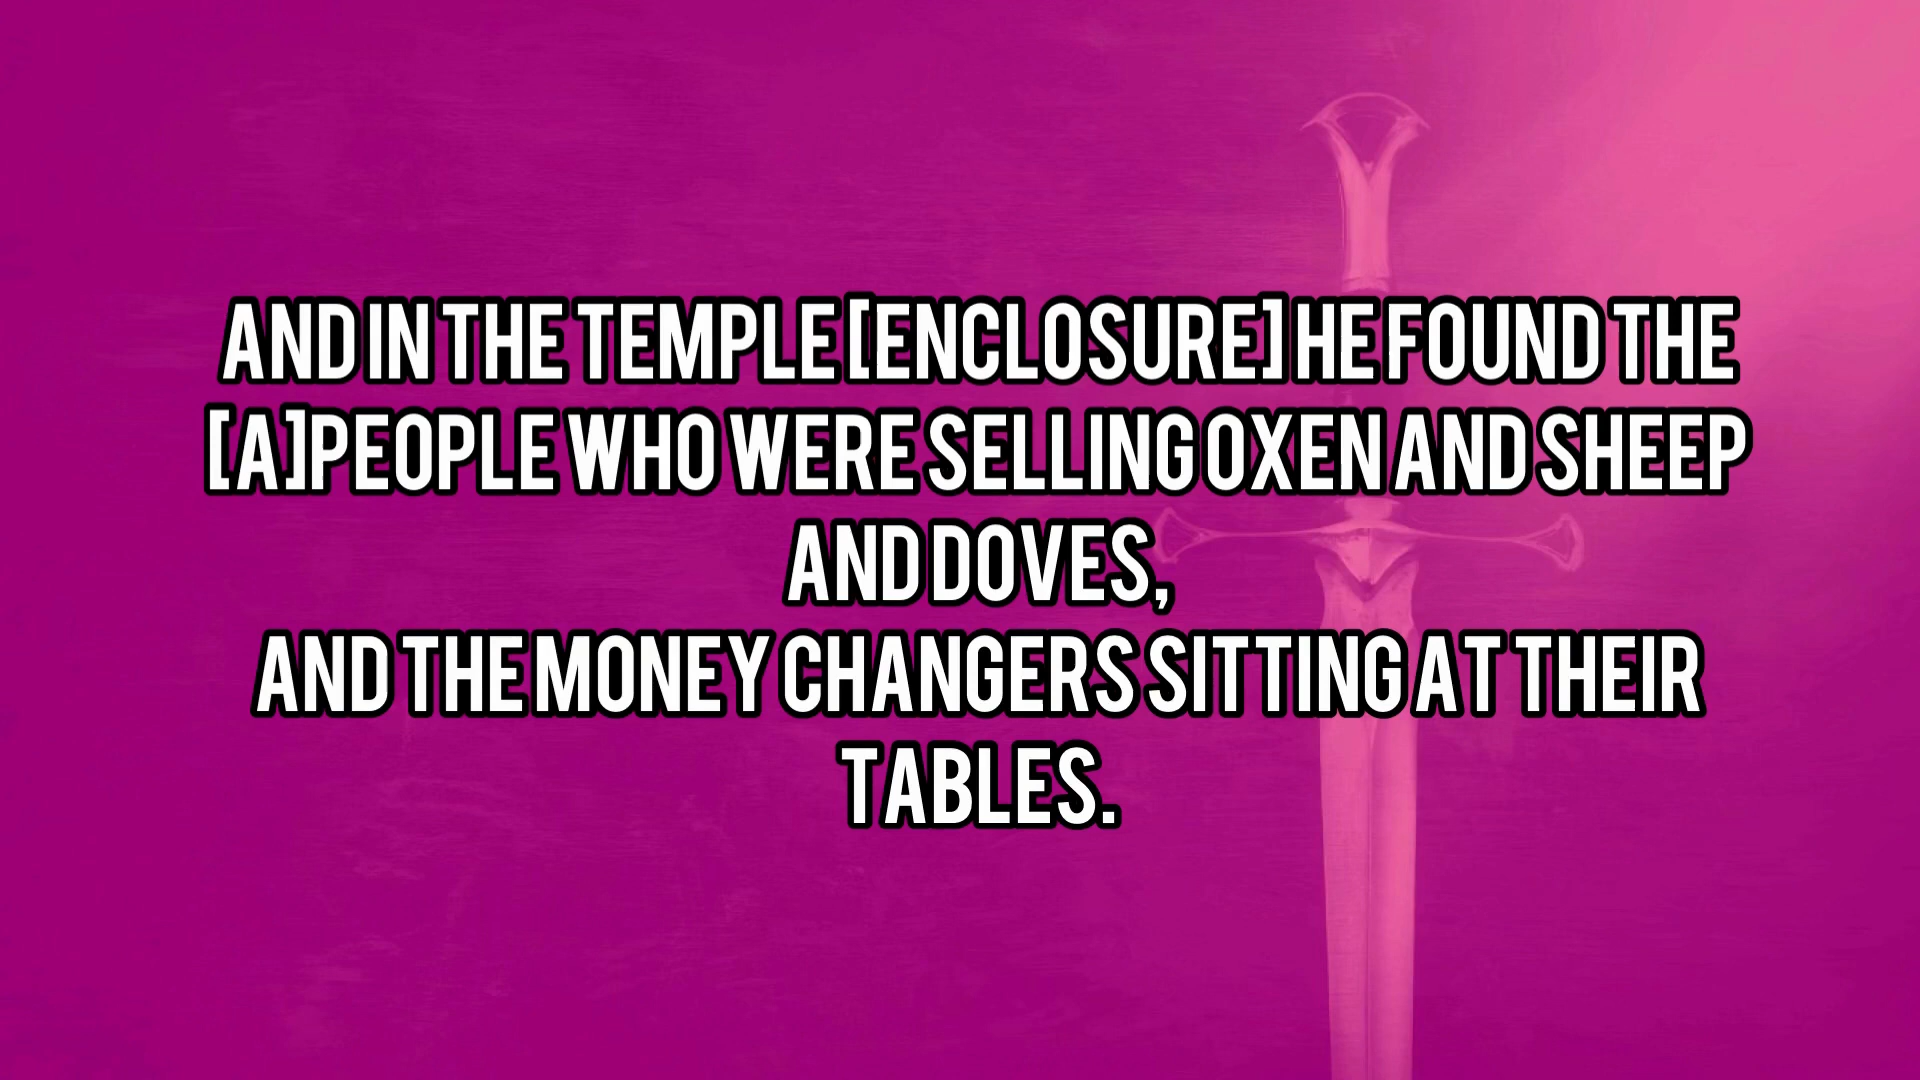 AND IN THE TEMPLE [ENCLOSURE] HE FOUND THE
[A]PEOPLE WHO WERE SELLING OXEN AND SHEEP
AND DOVES,
AND THE MONEY CHANGERS SITTING AT THEIR
TABLES.